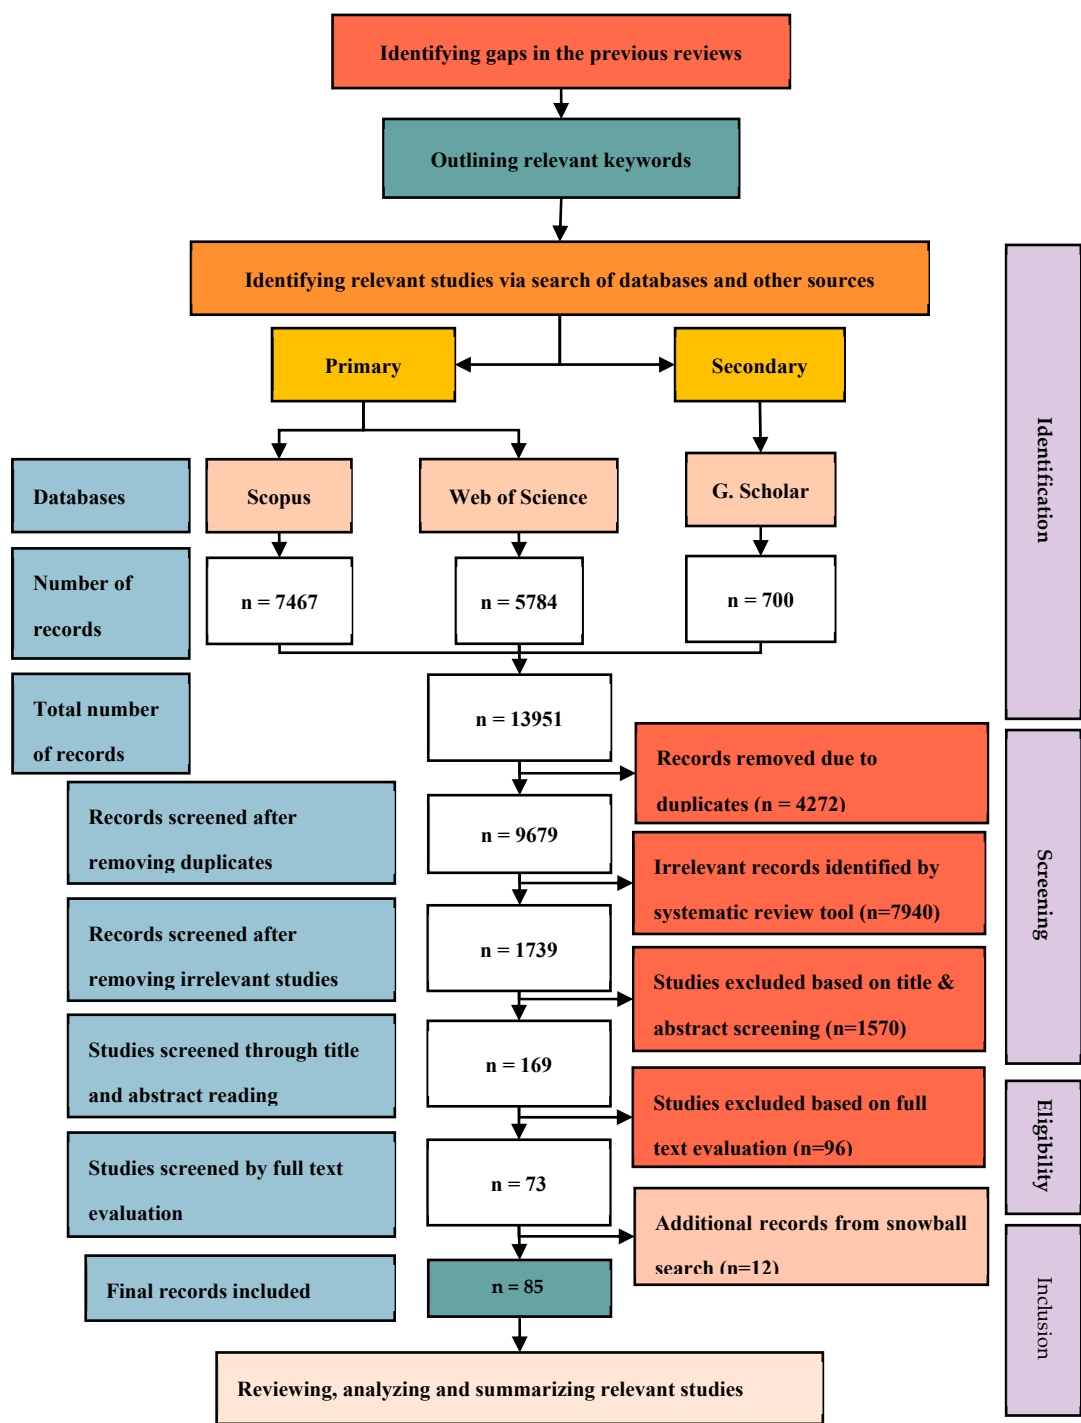 Identifying gaps in the previous reviews
Outlining relevant keywords
Identifying relevant studies via search of databases and other sources
Primary
Secondary
Identification
Databases
Scopus
Web of Science
G. Scholar
Number of
records
n = 7467
n = 5784
n = 700
Total number
of records
n = 13951
Records removed due to
duplicates (n = 4272)
Screening
Records screened after
removing duplicates
n = 9679
Irrelevant records identified by
systematic review tool (n=7940)
Records screened after
removing irrelevant studies
n = 1739
Studies excluded based on title &
abstract screening (n=1570)
Studies screened through title
and abstract reading
n = 169
Studies excluded based on full
text evaluation (n=96)
Eligibility
Studies screened by full text
evaluation
n = 73
Additional records from snowball
search (n=12)
Inclusion
Final records included
n = 85
Reviewing, analyzing and summarizing relevant studies